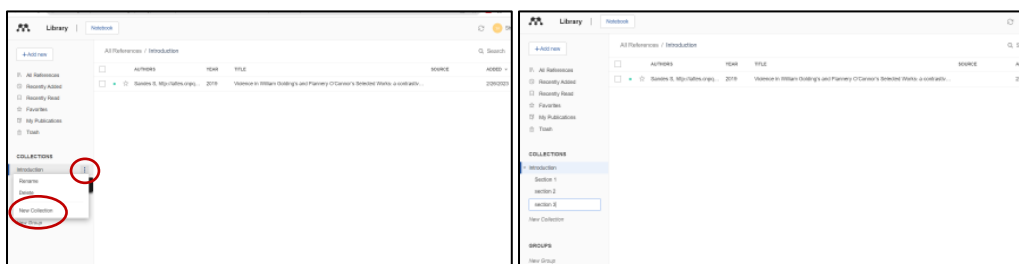 Library | Notebook
+Add new
All References / Introduction
Search
AUTHORS YEAR TITLE SOURCE ADDED
2019 Violence in William Golding's and Flannery O'Connor's Selected Works: a contrastiv...
All References
Recently Added
Recently Read
Favorites
My Publications
Trash
COLLECTIONS
Introduction
Rename
Delete
New Collection
New Group
Library | Notebook
+Add new
All References / Introduction
AUTHORS YEAR TITLE SOURCE
2019 Violence in William Golding's and Flannery O'Connor's Selected Works: a contrastiv...
All References
Recently Added
Recently Read
Favorites
My Publications
Trash
COLLECTIONS
Introduction
Section 1
section 2
section 3
New Collection
GROUPS
New Group